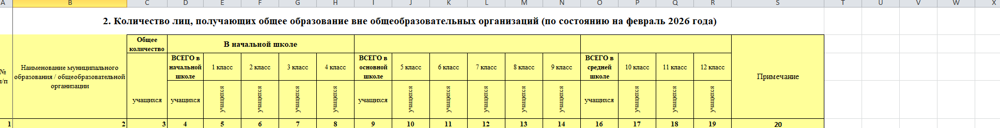 A B C D E F G H I J K L M N O P Q R S T U V W X
2. Количество лиц, получающих общее образование вне общеобразовательных организаций (по состоянию на февраль 2026 года)
№
п/п
Наименование муниципального
образования / общеобразовательной
организации
Общее
количество
учащихся
В начальной школе
ВСЕГО в
начальной
школе
1 класс 2 класс 3 класс 4 класс
учащихся учащихся учащихся учащихся учащихся
ВСЕГО в
основной
школе
5 класс 6 класс 7 класс 8 класс 9 класс
учащихся учащихся учащихся учащихся учащихся учащихся
ВСЕГО в
средней
школе
10 класс 11 класс 12 класс
учащихся учащихся учащихся учащихся
Примечание
1 2 3 4 5 6 7 8 9 10 11 12 13 14 16 17 18 19 20